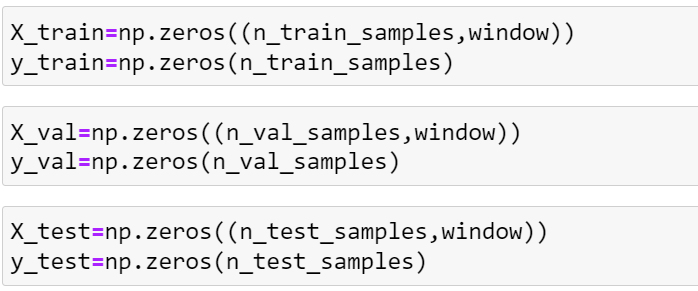 X_train=np.zeros((n_train_samples,window))
y_train=np.zeros(n_train_samples)
X_val=np.zeros((n_val_samples,window))
y_val=np.zeros(n_val_samples)
X_test=np.zeros((n_test_samples,window))
y_test=np.zeros(n_test_samples)